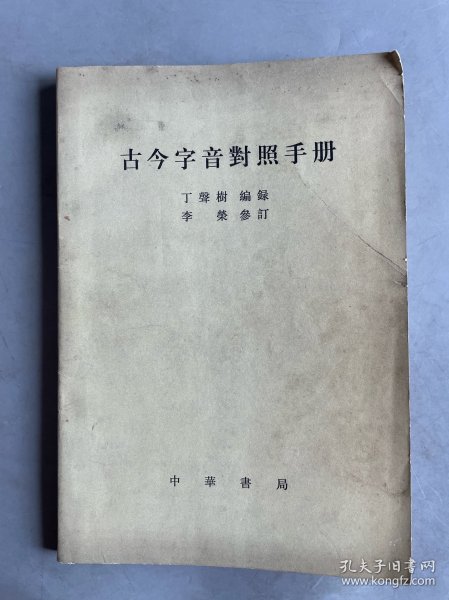 古今字音對照手册
丁聲樹 編録
李榮參訂
中華書局
孔夫子旧书网
www.kongfz.com